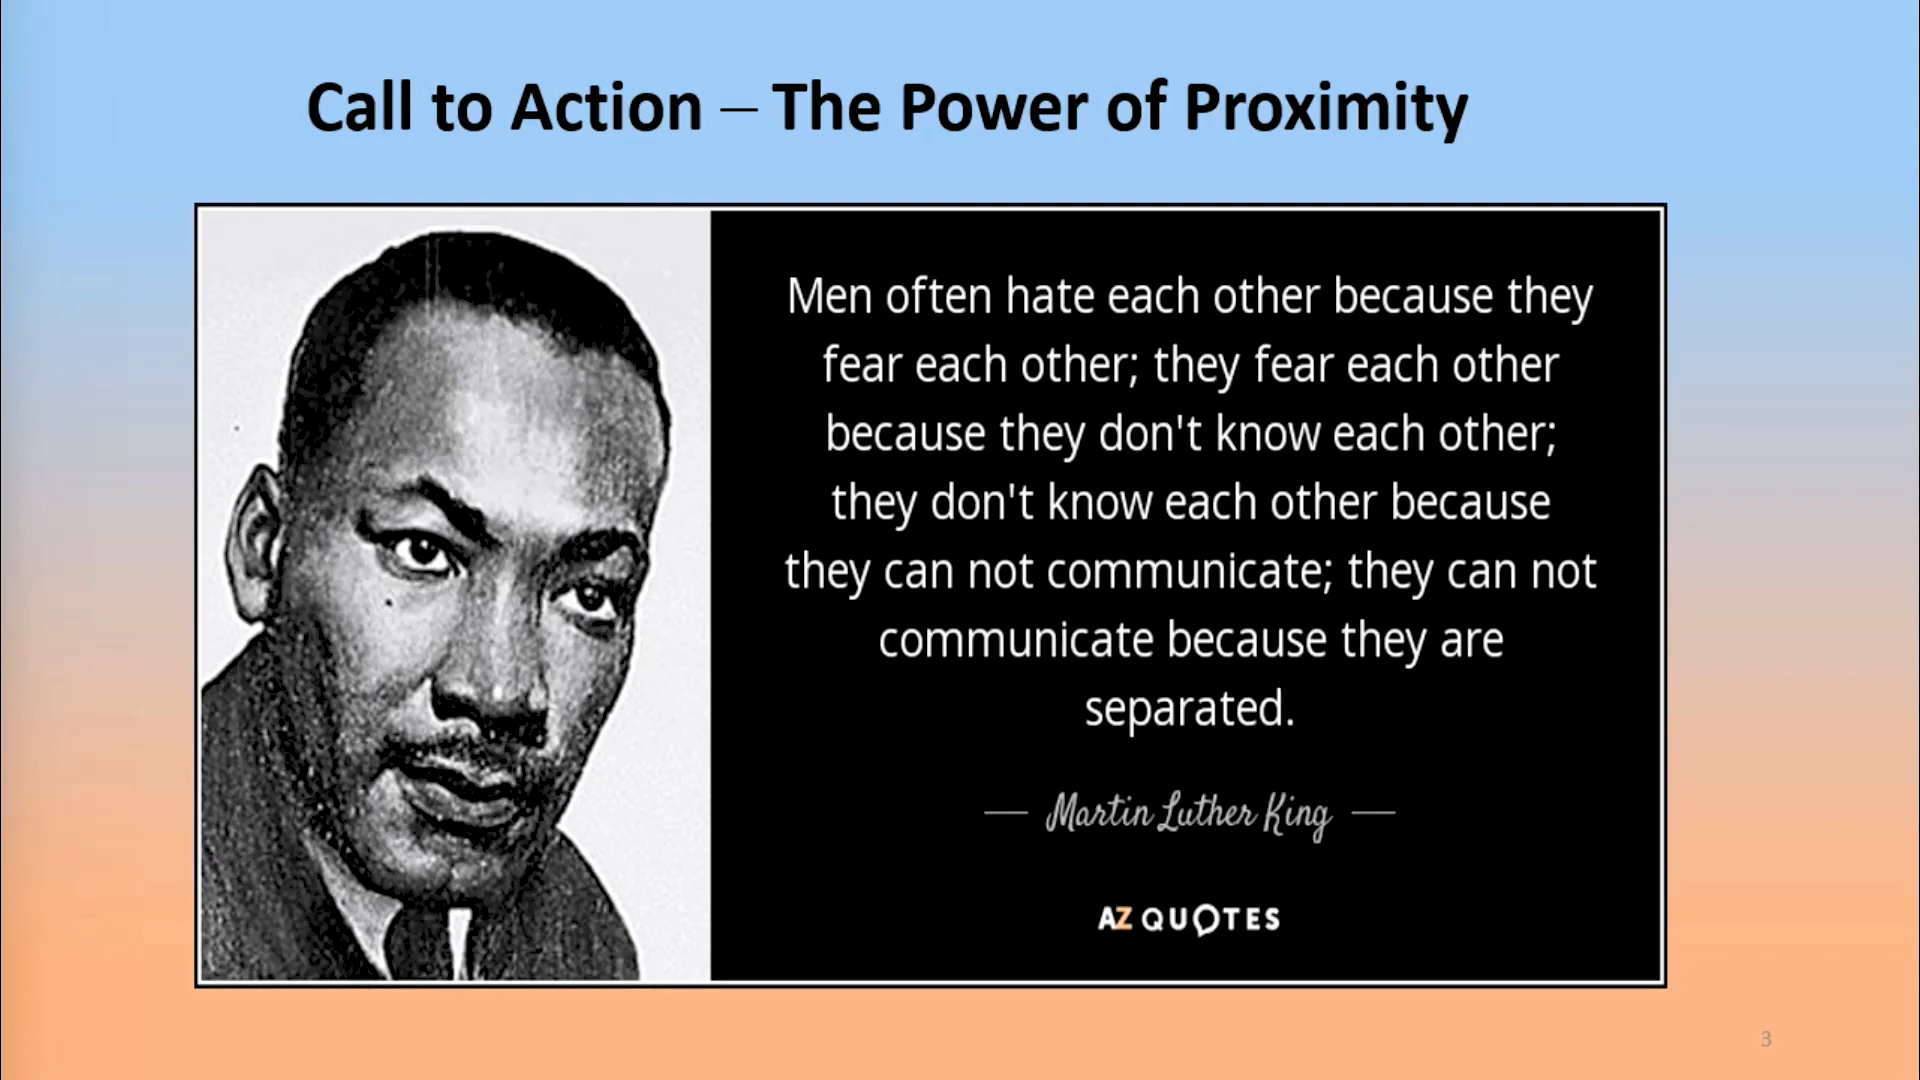 Call to Action – The Power of Proximity
Men often hate each other because they
fear each other; they fear each other
because they don't know each other;
they don't know each other because
they can not communicate; they can not
communicate because they are
separated.
— Martin Luther King —
AZ QUOTES
3